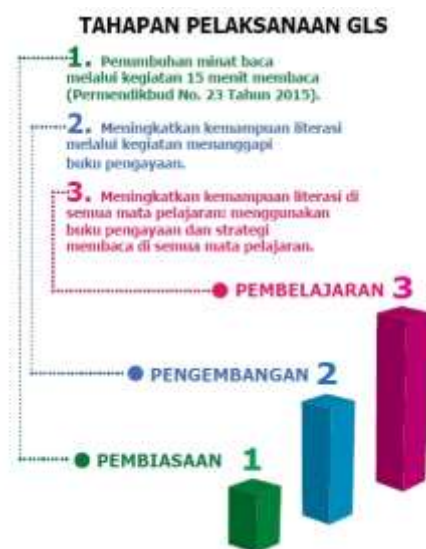 TAHAPAN PELAKSANAAN GLS
1. Penumbuhan minat baca
melalui kegiatan 15 menit membaca
(Permendikbud No. 23 Tahun 2015).
2. Meningkatkan kemampuan literasi
melalui kegiatan menanggapi
buku pengayaan.
3. Meningkatkan kemampuan literasi di
semua mata pelajaran: menggunakan
buku pengayaan dan strategi
membaca di semua mata pelajaran.
PEMBELAJARAN 3
PENGEMBANGAN 2
PEMBIASAAN 1